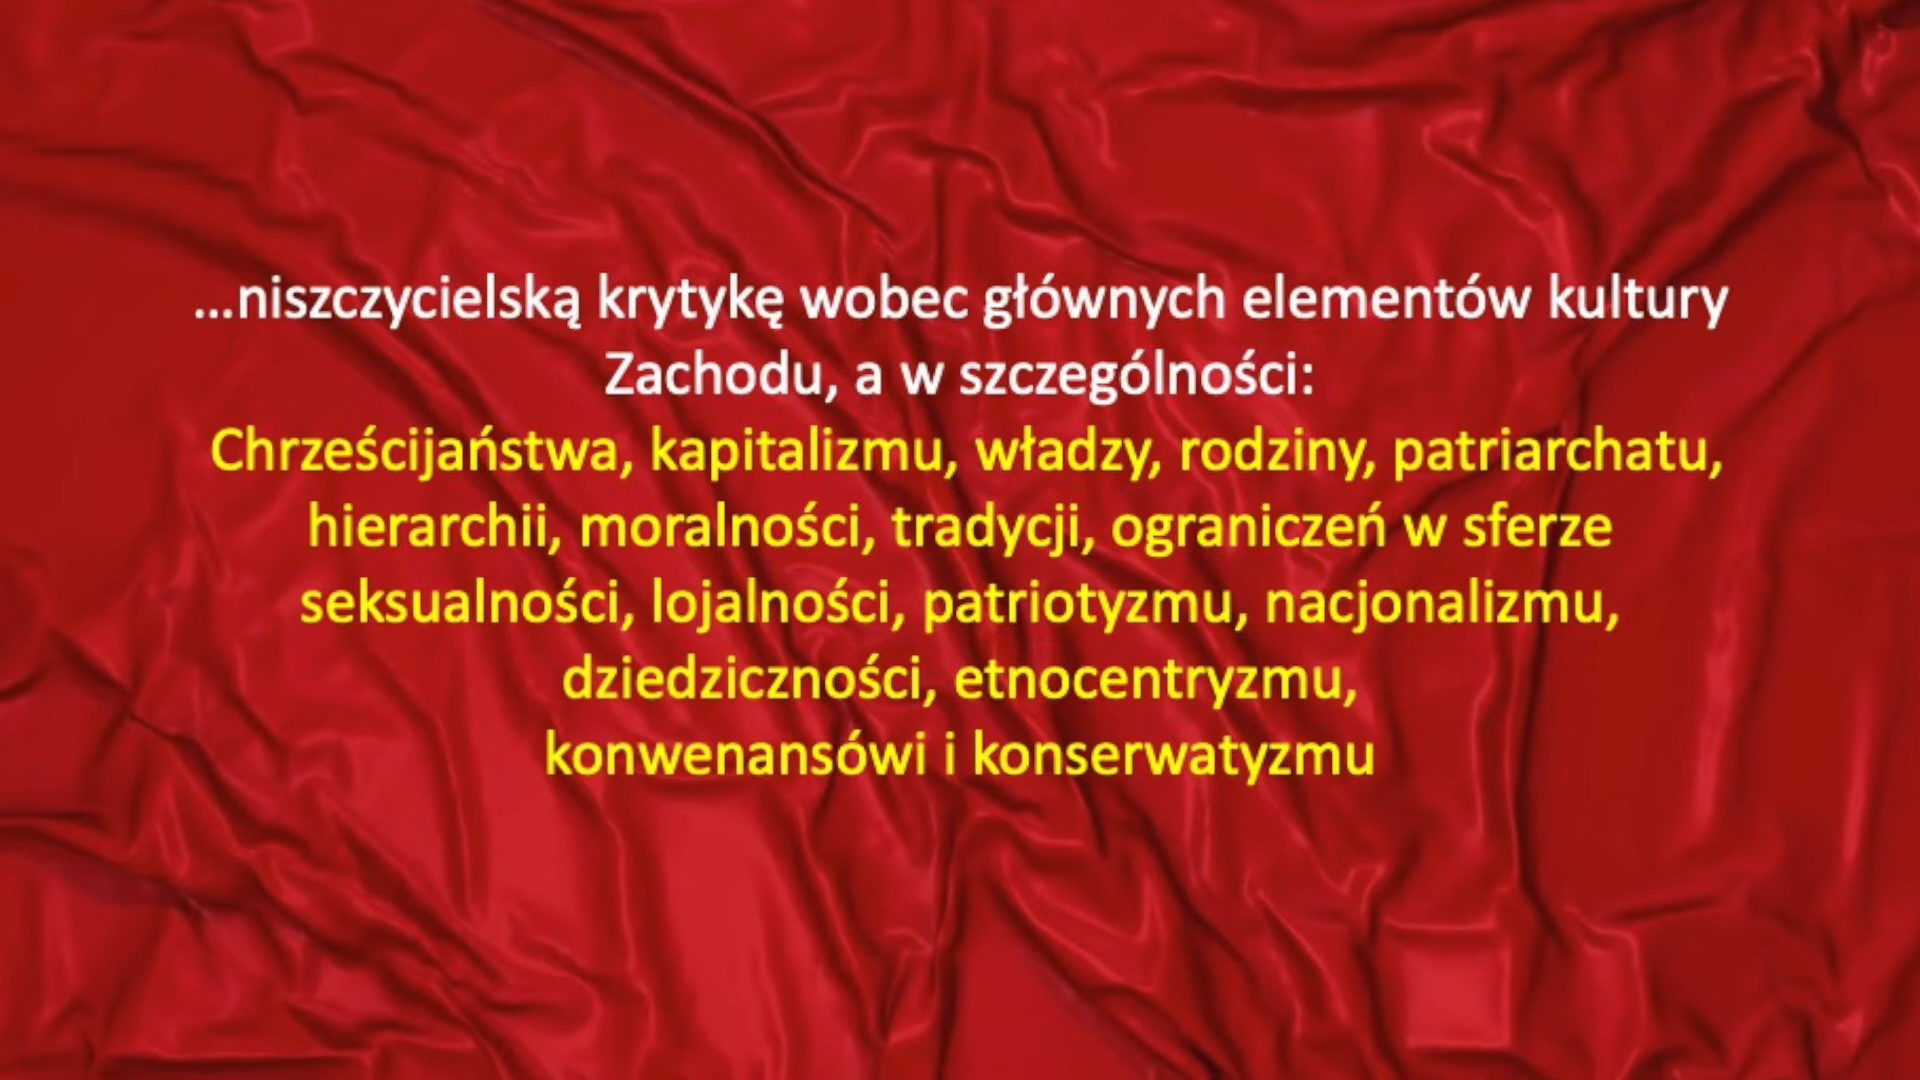 ...niszczycielską krytykę wobec głównych elementów kultury
Zachodu, a w szczególności:
Chrześcijaństwa, kapitalizmu, władzy, rodziny, patriarchatu,
hierarchii, moralności, tradycji, ograniczeń w sferze
seksualności, lojalności, patriotyzmu, nacjonalizmu,
dziedziczności, etnocentryzmu,
konwenansówi i konserwatyzmu